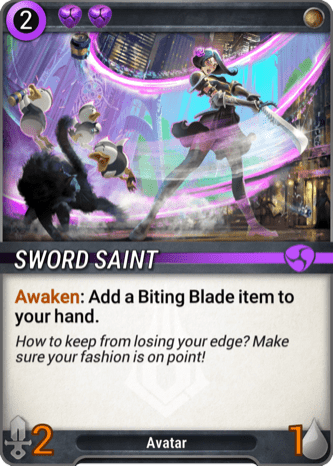 2
SWORD SAINT
Awaken: Add a Biting Blade item to
your hand.
How to keep from losing your edge? Make
sure your fashion is on point!
2
Avatar
1